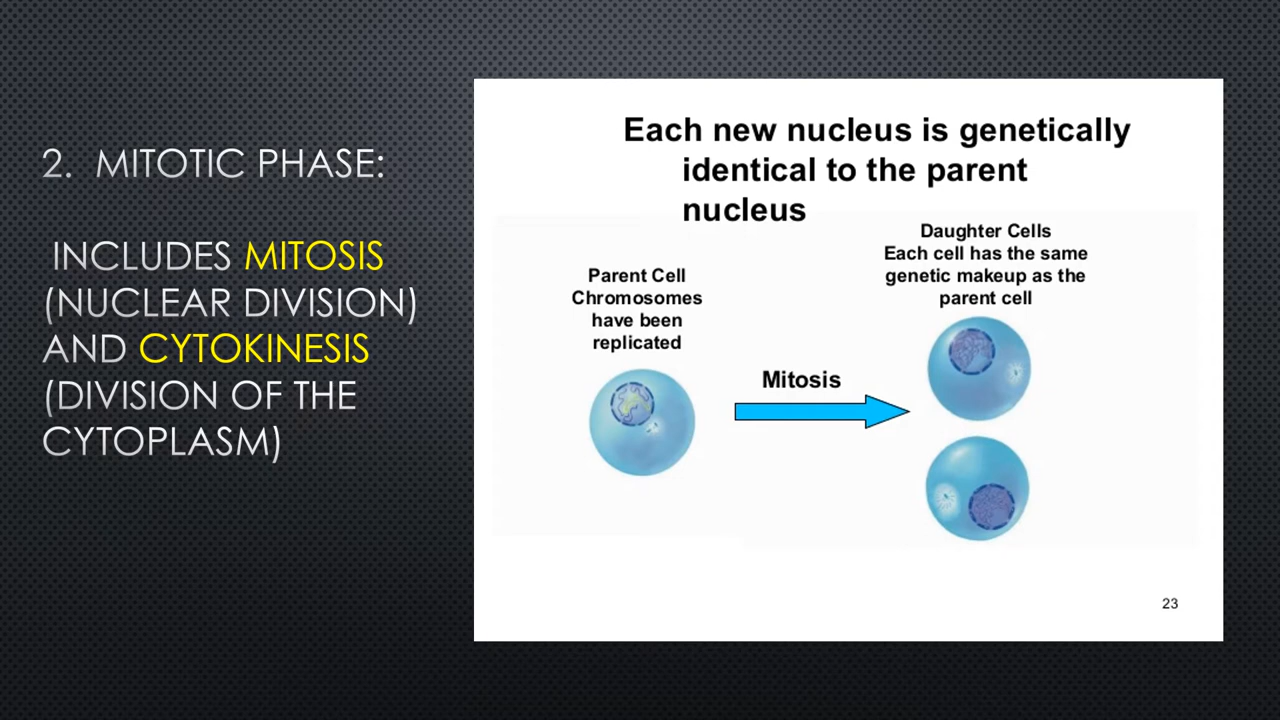 2. MITOTIC PHASE:
INCLUDES MITOSIS
(NUCLEAR DIVISION)
AND CYTOKINESIS
(DIVISION OF THE
CYTOPLASM)
Each new nucleus is genetically
identical to the parent
nucleus
Parent Cell
Chromosomes
have been
replicated
Mitosis
Daughter Cells
Each cell has the same
genetic makeup as the
parent cell
23